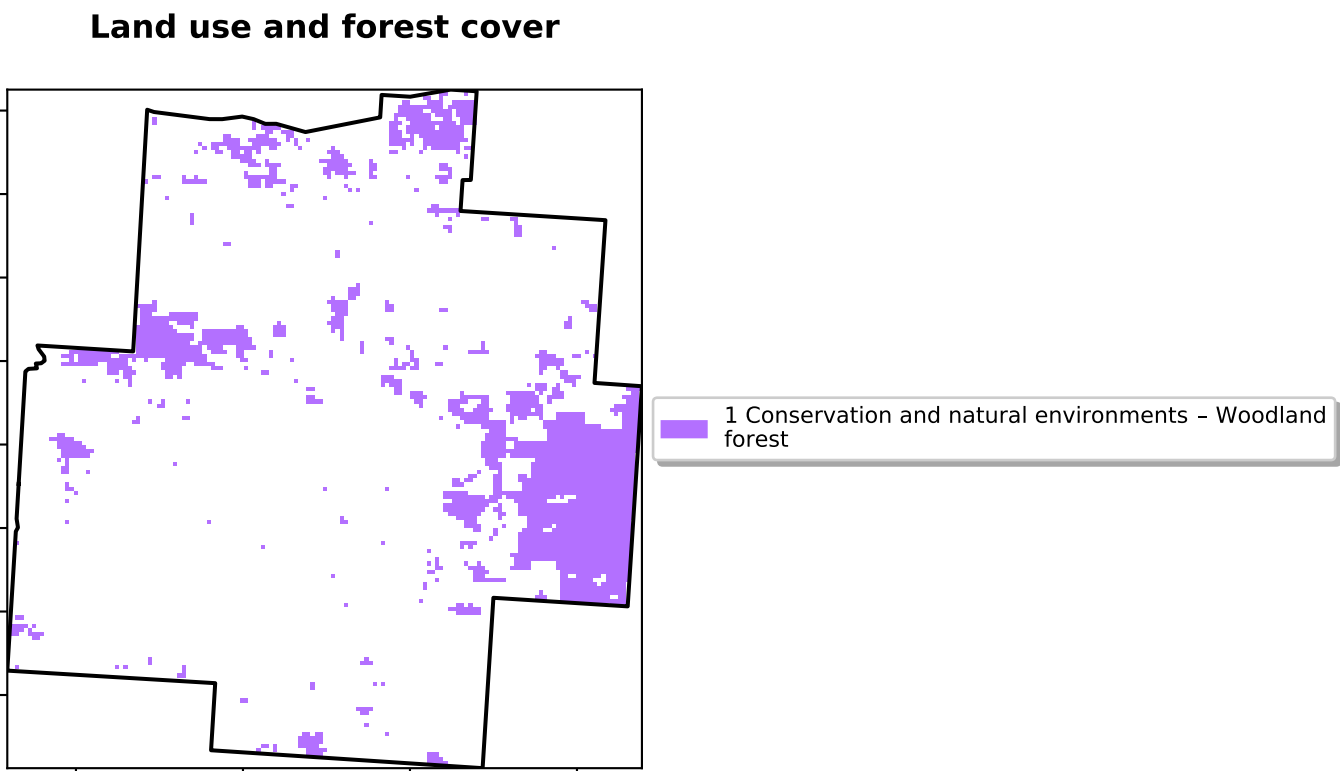 Land use and forest cover
1 Conservation and natural environments – Woodland
forest